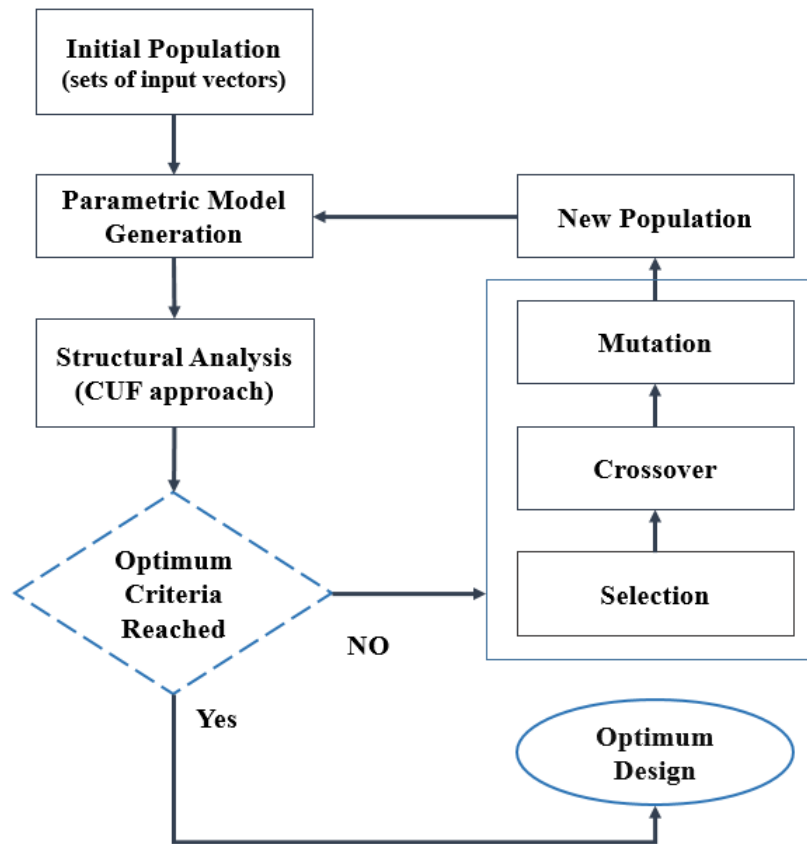 Initial Population
(sets of input vectors)
Parametric Model
Generation
New Population
Structural Analysis
(CUF approach)
Mutation
Crossover
Selection
Optimum
Criteria
Reached
NO
Yes
Optimum
Design